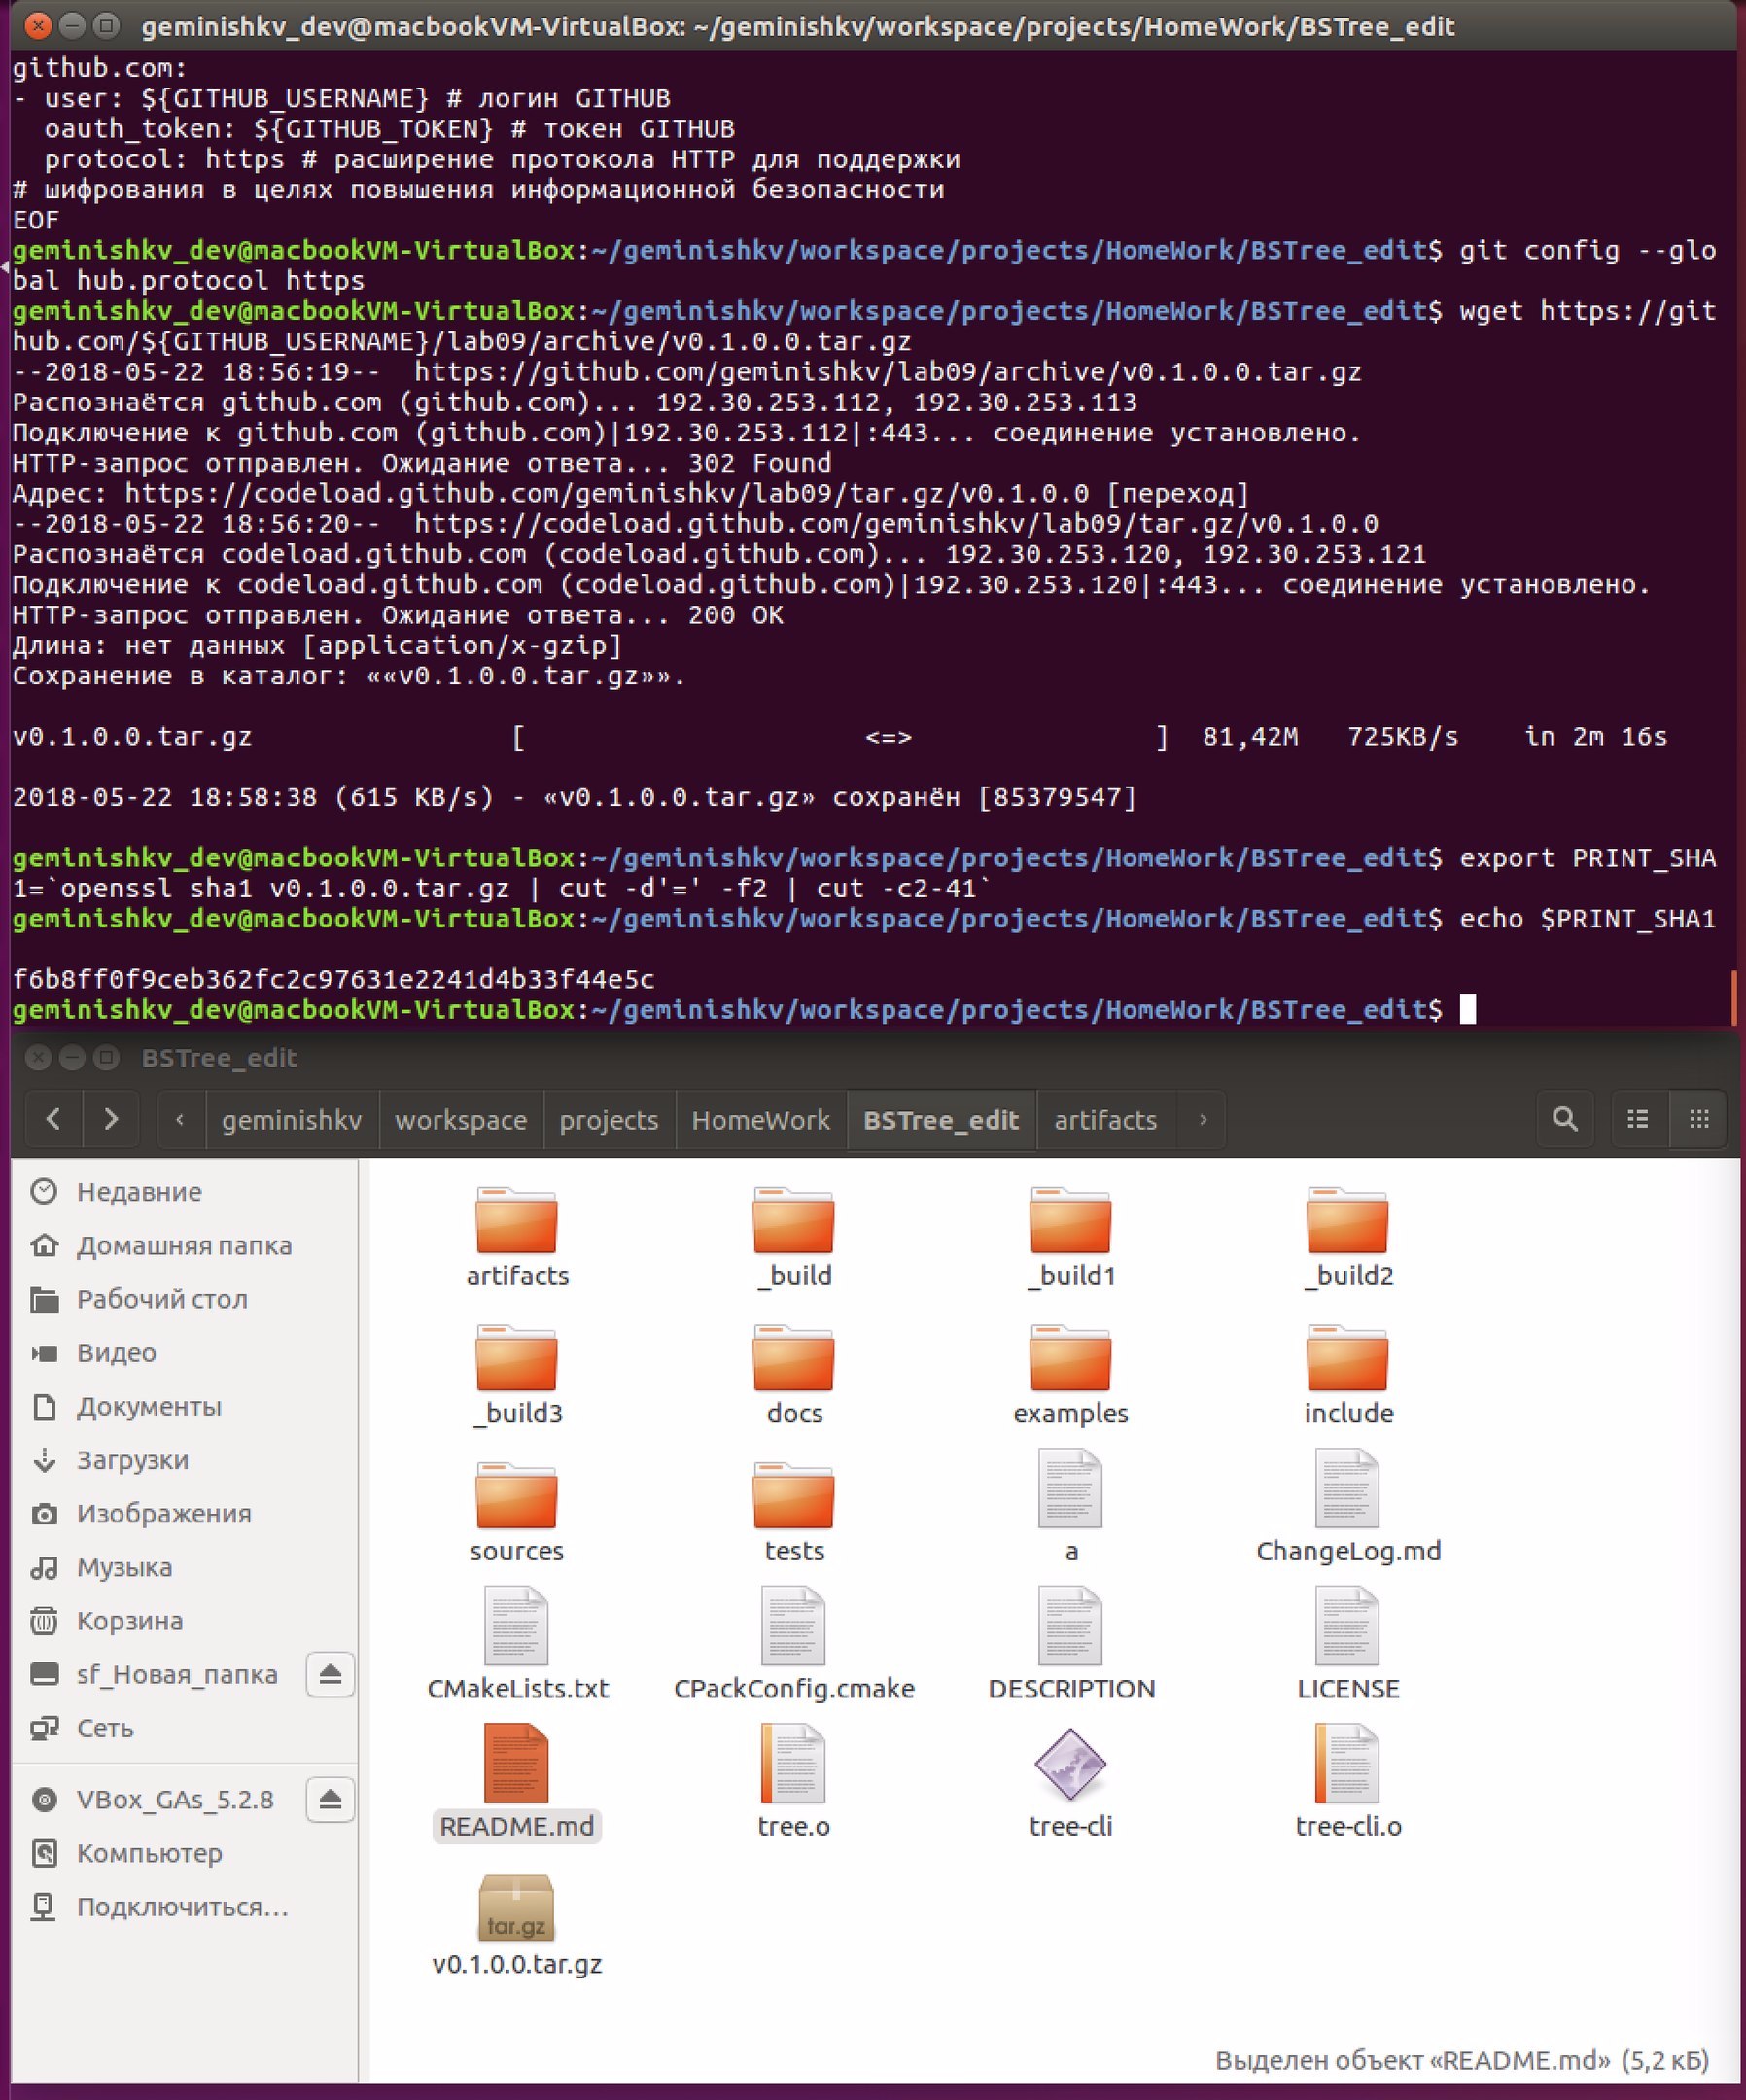 geminishkv_dev@macbookVM-VirtualBox: ~/geminishkv/workspace/projects/HomeWork/BSTree_edit
github.com:
- user: ${GITHUB_USERNAME} # логин GITHUB
  oauth_token: ${GITHUB_TOKEN} # токен GITHUB
  protocol: https # расширение протокола HTTP для поддержки
# шифрования в целях повышения информационной безопасности
EOF
geminishkv_dev@macbookVM-VirtualBox:~/geminishkv/workspace/projects/HomeWork/BSTree_edit$ git config --glo
bal hub.protocol https
geminishkv_dev@macbookVM-VirtualBox:~/geminishkv/workspace/projects/HomeWork/BSTree_edit$ wget https://git
hub.com/${GITHUB_USERNAME}/lab09/archive/v0.1.0.0.tar.gz
--2018-05-22 18:56:19--  https://github.com/geminishkv/lab09/archive/v0.1.0.0.tar.gz
Распознаётся github.com (github.com)... 192.30.253.112, 192.30.253.113
Подключение к github.com (github.com)|192.30.253.112|:443... соединение установлено.
HTTP-запрос отправлен. Ожидание ответа... 302 Found
Адрес: https://codeload.github.com/geminishkv/lab09/tar.gz/v0.1.0.0 [переход]
--2018-05-22 18:56:20--  https://codeload.github.com/geminishkv/lab09/tar.gz/v0.1.0.0
Распознаётся codeload.github.com (codeload.github.com)... 192.30.253.120, 192.30.253.121
Подключение к codeload.github.com (codeload.github.com)|192.30.253.120|:443... соединение установлено.
HTTP-запрос отправлен. Ожидание ответа... 200 OK
Длина: нет данных [application/x-gzip]
Сохранение в каталог: ««v0.1.0.0.tar.gz»».
v0.1.0.0.tar.gz [ <=> ] 81,42M 725KB/s in 2m 16s
2018-05-22 18:58:38 (615 KB/s) - «v0.1.0.0.tar.gz» сохранён [85379547]
geminishkv_dev@macbookVM-VirtualBox:~/geminishkv/workspace/projects/HomeWork/BSTree_edit$ export PRINT_SHA
1=`openssl sha1 v0.1.0.0.tar.gz | cut -d'=' -f2 | cut -c2-41`
geminishkv_dev@macbookVM-VirtualBox:~/geminishkv/workspace/projects/HomeWork/BSTree_edit$ echo $PRINT_SHA1
f6b8ff0f9ceb362fc2c97631e2241d4b33f44e5c
geminishkv_dev@macbookVM-VirtualBox:~/geminishkv/workspace/projects/HomeWork/BSTree_edit$
BSTree_edit
geminishkv workspace projects HomeWork BSTree_edit artifacts
Недавние
Домашняя папка
Рабочий стол
Видео
Документы
Загрузки
Изображения
Музыка
Корзина
sf_Новая_папка
Сеть
VBox_GAs_5.2.8
Компьютер
Подключиться...
artifacts _build _build1 _build2
_build3 docs examples include
sources tests a ChangeLog.md
CMakeLists.txt CPackConfig.cmake DESCRIPTION LICENSE
README.md tree.o tree-cli tree-cli.o
tar.gz
v0.1.0.0.tar.gz
Выделен объект «README.md» (5,2 кБ)